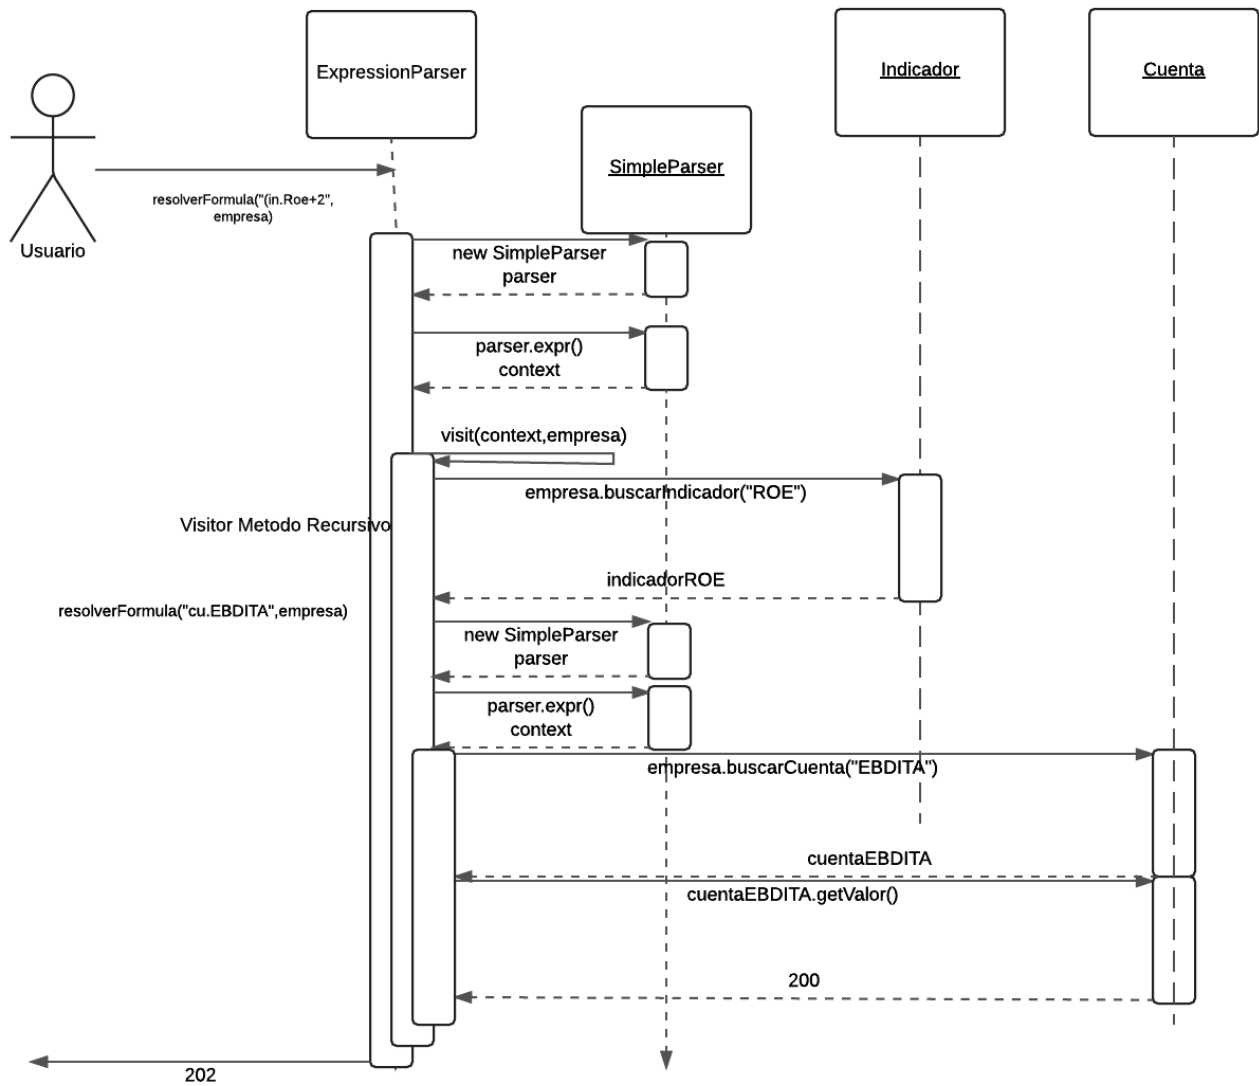 ExpressionParser
Indicador
Cuenta
SimpleParser
resolverFormula("(in.Roe+2",
empresa)
Usuario
new SimpleParser
parser
parser.expr()
context
visit(context,empresa)
empresa.buscarIndicador("ROE")
Visitor Metodo Recursivo
indicadorROE
resolverFormula("cu.EBDITA",empresa)
new SimpleParser
parser
parser.expr()
context
empresa.buscarCuenta("EBDITA")
cuentaEBDITA
cuentaEBDITA.getValor()
200
202